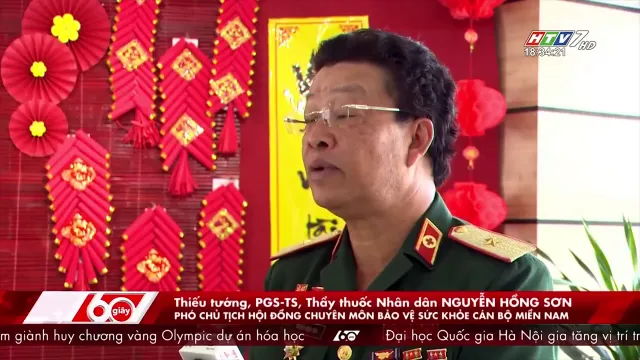 HTV7 HD
18:34:21
60 giây
Thiếu tướng, PGS-TS, Thầy thuốc Nhân dân NGUYỄN HỒNG SƠN
PHÓ CHỦ TỊCH HỘI ĐỒNG CHUYÊN MÔN BẢO VỆ SỨC KHỎE CÁN BỘ MIỀN NAM
m giành huy chương vàng Olympic dự án hóa học
60
Đại học Quốc gia Hà Nội gia tăng vị trí tr